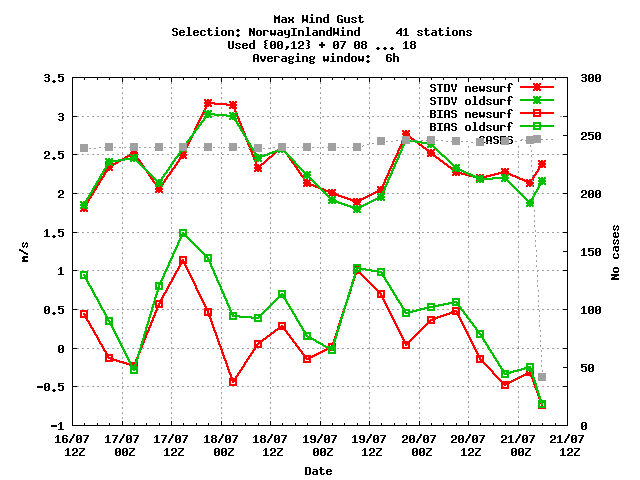 Max Wind Gust
Selection: NorwayInlandWind     41 stations
Used {00,12} + 07 08 ... 18
Averaging window:  6h
STDV newsurf
STDV oldsurf
BIAS newsurf
BIAS oldsurf
CASES
3.5
3
2.5
2
1.5
1
0.5
0
-0.5
-1
m/s
300
250
200
150
100
50
0
No cases
16/07 17/07 17/07 18/07 18/07 19/07 19/07 20/07 20/07 21/07 21/07
12Z 00Z 12Z 00Z 12Z 00Z 12Z 00Z 12Z 00Z 12Z
Date